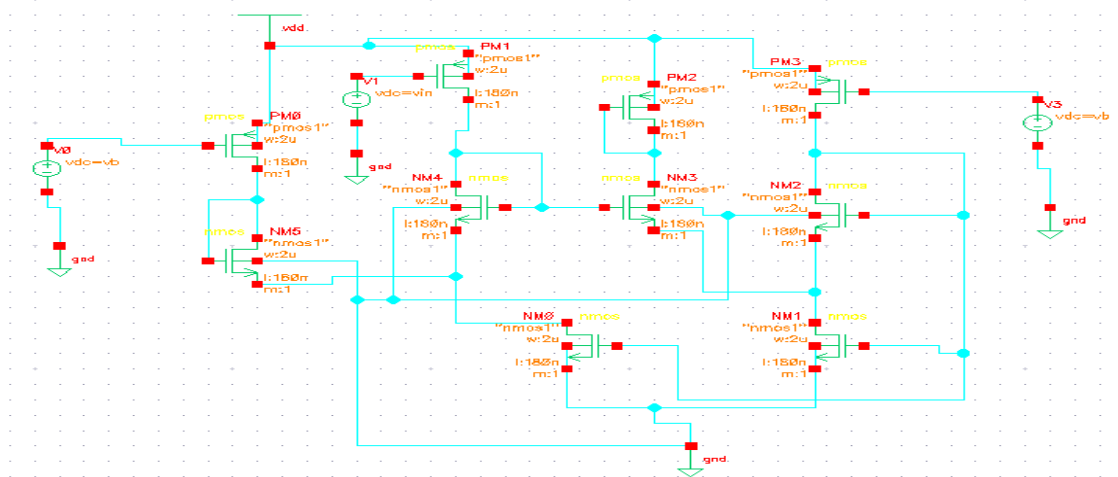 vdd
pmos
PM1
"pmos1"
w:2u
l:180n
m:1
V1
vdc=vin
gnd
PM2
"pmos1"
w:2u
l:180n
m:1
PM3
pmos
"pmos1"
w:2u
l:180n
m:1
V3
vdc=vb
gnd
pmos
PM0
"pmos1"
w:2u
l:180n
m:1
V0
vdc=vb
gnd
NM4
nmos
"nmos1"
w:2u
l:180n
m:1
NM3
nmos
"nmos1"
w:2u
l:180n
m:1
NM2
nmos
"nmos1"
w:2u
l:180n
m:1
nmos
NM5
"nmos1"
w:2u
l:180n
m:1
NM0
nmos
"nmos1"
w:2u
l:180n
m:1
NM1
nmos
"nmos1"
w:2u
l:180n
m:1
gnd